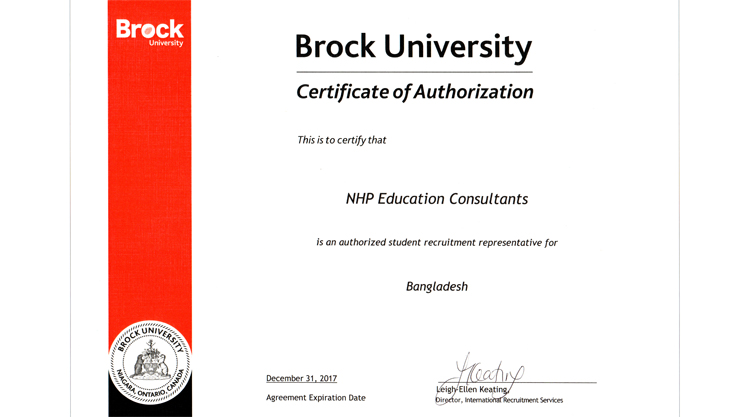 Brock
University
Brock University
Certificate of Authorization
This is to certify that
NHP Education Consultants
is an authorized student recruitment representative for
Bangladesh
BROCK UNIVERSITY
NIAGARA, ONTARIO, CANADA
December 31, 2017
Agreement Expiration Date
LKeating
Leigh-Ellen Keating,
Director, International Recruitment Services